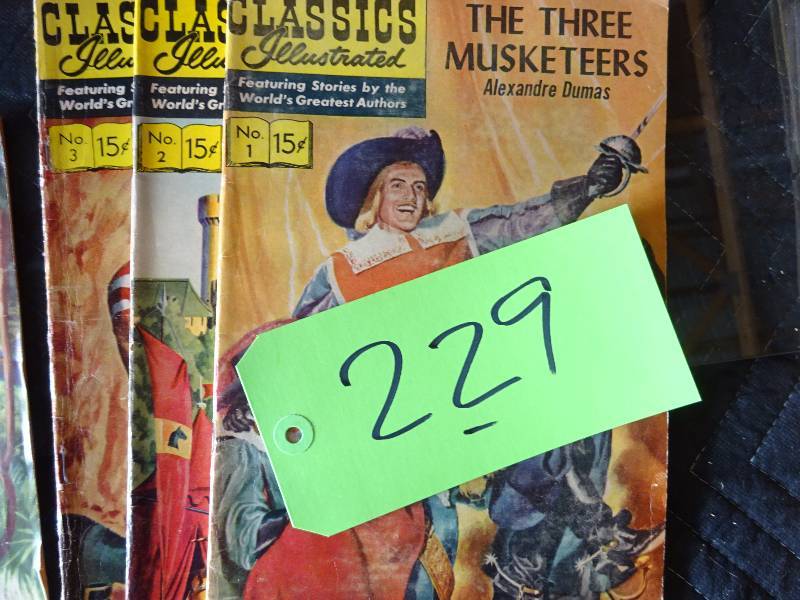 CLAS
Illu
Featuring S
World's Gr
No. 3 15¢
CLA
Illu
Featuring
World's Gr
No. 2 15¢
CLASSICS
Illustrated
Featuring Stories by the
World's Greatest Authors
No. 1 15¢
THE THREE
MUSKETEERS
Alexandre Dumas
229